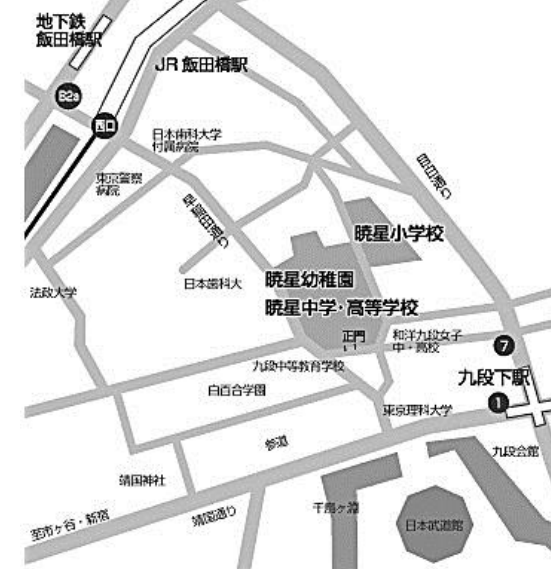 地下鉄
飯田橋駅
JR 飯田橋駅
B2a
西口
日本歯科大学
付属病院
東京警察
病院
早稲田通り
目白通り
暁星小学校
日本歯科大
法政大学
暁星幼稚園
暁星中学・高等学校
正門
和洋九段女子
中・高校
7
九段中等教育学校
九段下駅
白百合学園
1
東京理科大学
参道
九段会館
靖国神社
千鳥ヶ淵
靖国通り
至市ヶ谷・新宿
日本武道館